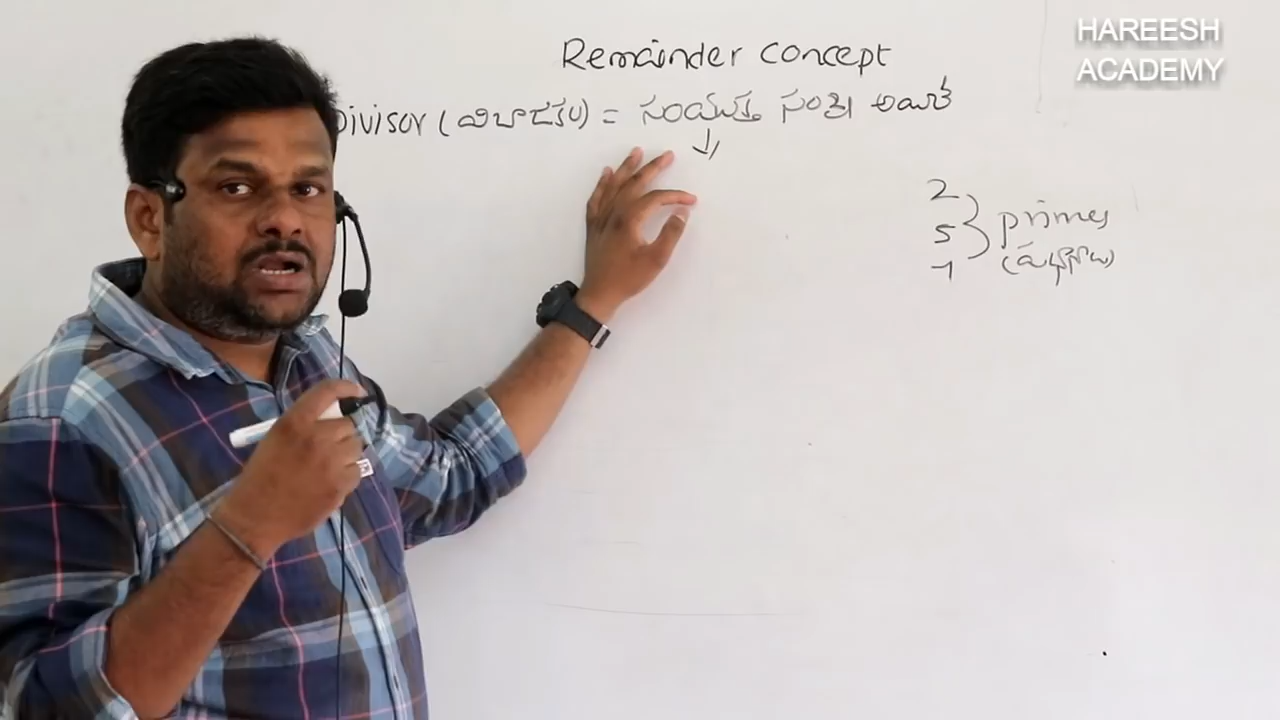 HAREESH
ACADEMY
Remainder concept
Divisor (ವಿಭಾಜಕ) = ಸಂಯುಕ್ತ ಸಂಖ್ಯೆ ಆದಾಗ
2
5 primes
7